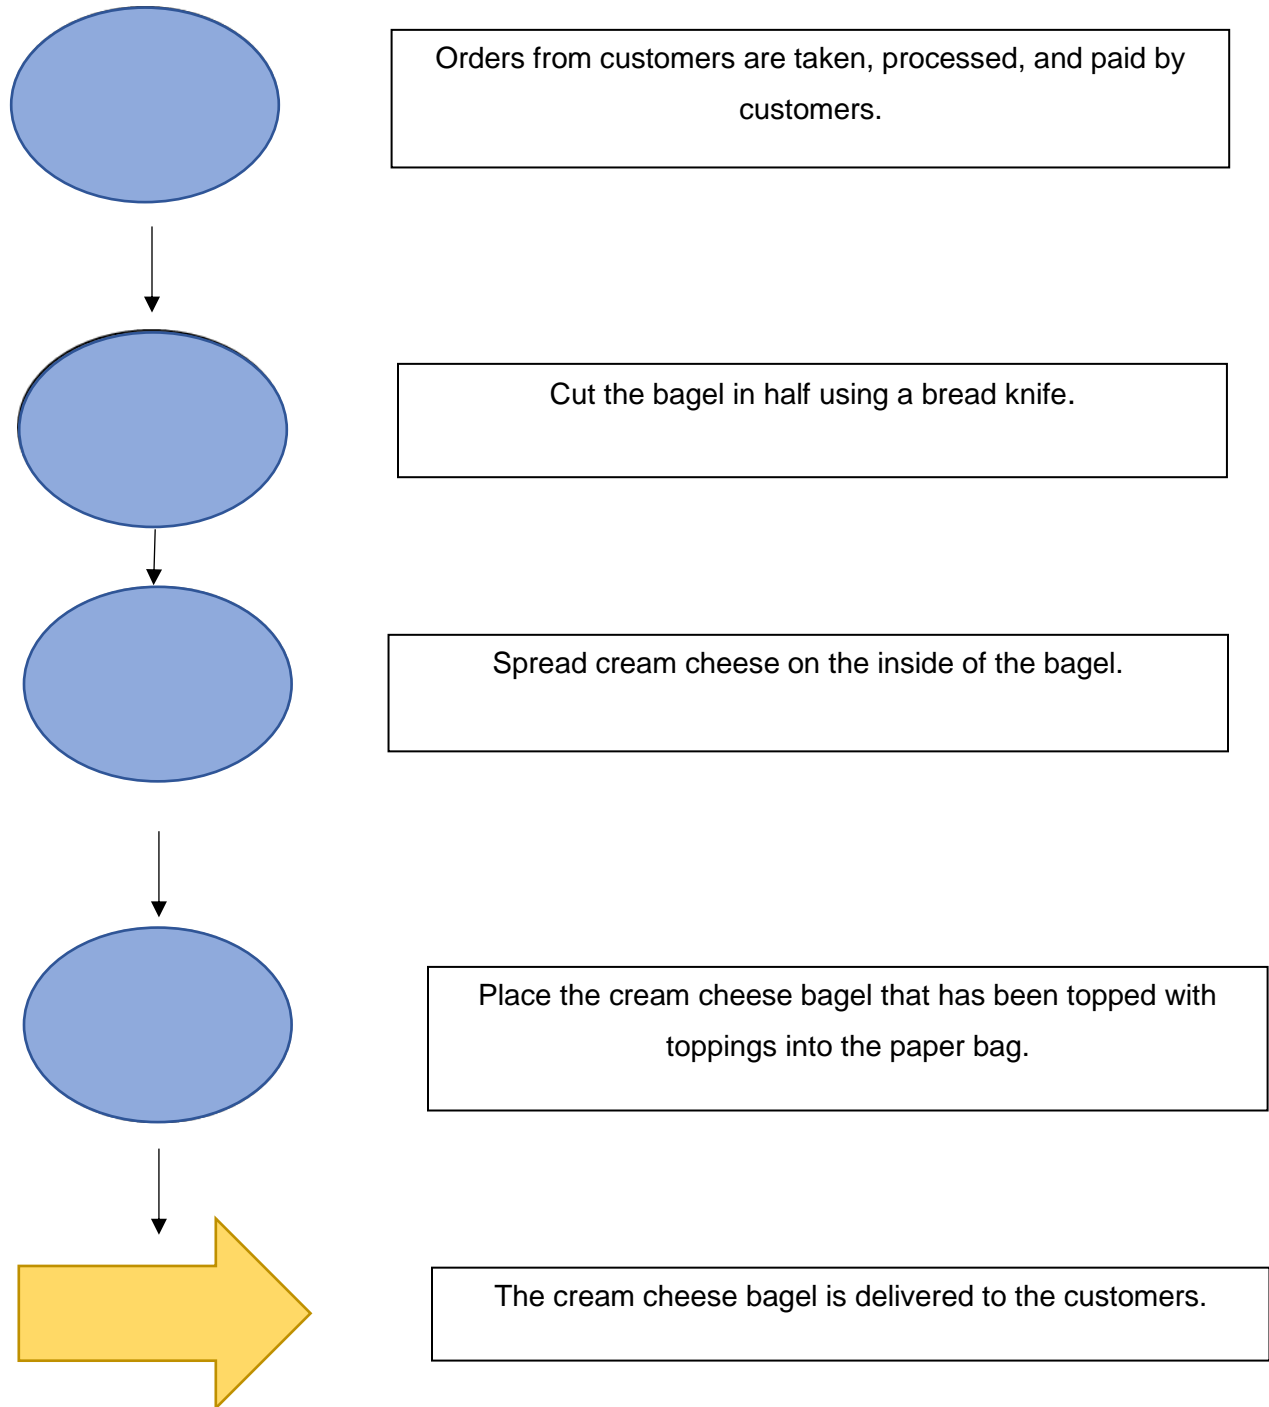 Orders from customers are taken, processed, and paid by
customers.
Cut the bagel in half using a bread knife.
Spread cream cheese on the inside of the bagel.
Place the cream cheese bagel that has been topped with
toppings into the paper bag.
The cream cheese bagel is delivered to the customers.